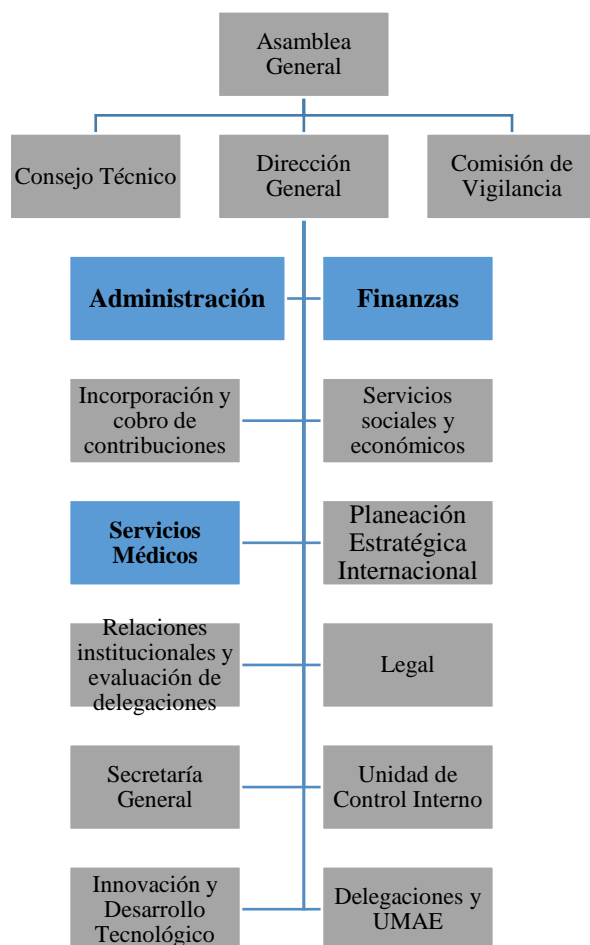 Asamblea
General
Consejo Técnico
Dirección
General
Comisión de
Vigilancia
Administración
Finanzas
Incorporación y
cobro de
contribuciones
Servicios
sociales y
económicos
Servicios
Médicos
Planeación
Estratégica
Internacional
Relaciones
institucionales y
evaluación de
delegaciones
Legal
Secretaría
General
Unidad de
Control Interno
Innovación y
Desarrollo
Tecnológico
Delegaciones y
UMAE